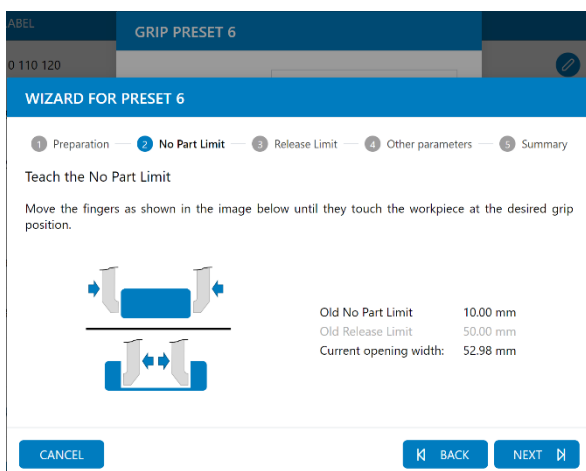 ABEL
GRIP PRESET 6
0 110 120
WIZARD FOR PRESET 6
1 Preparation 2 No Part Limit 3 Release Limit 4 Other parameters 5 Summary
Teach the No Part Limit
Move the fingers as shown in the image below until they touch the workpiece at the desired grip
position.
Old No Part Limit 10.00 mm
Old Release Limit 50.00 mm
Current opening width: 52.98 mm
CANCEL BACK NEXT